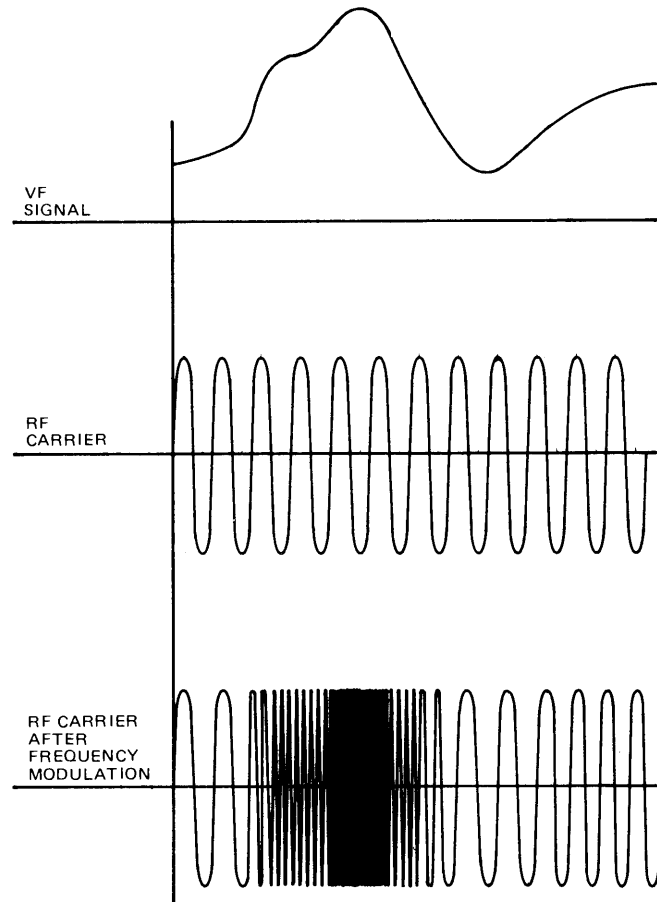 VF
SIGNAL
RF
CARRIER
RF CARRIER
AFTER
FREQUENCY
MODULATION